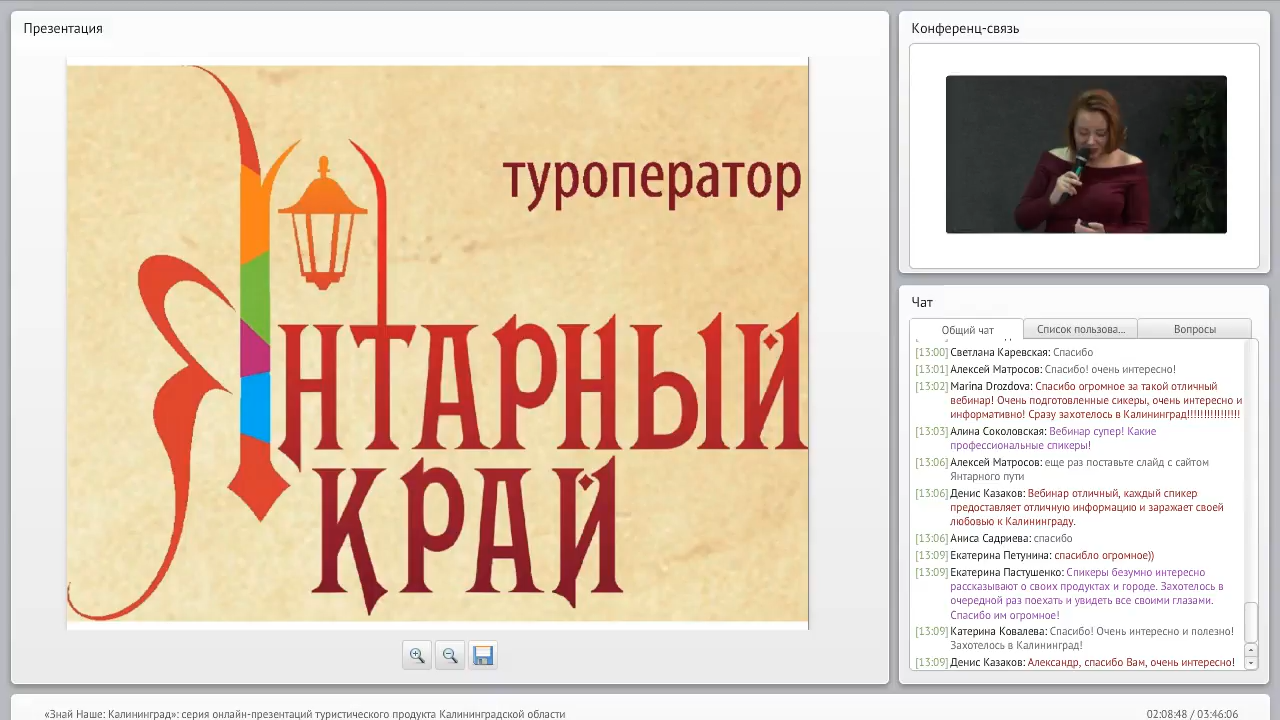 Презентация
туроператор
ЯНТАРНЫЙ
КРАЙ
Конференц-связь
Чат
Общий чат
Список пользова...
Вопросы
[13:00] Светлана Каревская: Спасибо
[13:01] Алексей Матросов: Спасибо! очень интересно!
[13:02] Marina Drozdova: Спасибо огромное за такой отличный
вебинар! Очень подготовленные сикеры, очень интересно и
информативно! Сразу захотелось в Калининград!!!!!!!!!!!!!!!
[13:03] Алина Соколовская: Вебинар супер! Какие
профессиональные спикеры!
[13:06] Алексей Матросов: еще раз поставьте слайд с сайтом
Янтарного пути
[13:06] Денис Казаков: Вебинар отличный, каждый спикер
предоставляет отличную информацию и заражает своей
любовью к Калининграду.
[13:06] Аниса Садриева: спасибо
[13:09] Екатерина Петунина: спасибло огромное))
[13:09] Екатерина Пастушенко: Спикеры безумно интересно
рассказывают о своих продуктах и городе. Захотелось в
очередной раз поехать и увидеть все своими глазами.
Спасибо им огромное!
[13:09] Катерина Ковалева: Спасибо! Очень интересно и полезно!
Захотелось в Калининград!
[13:09] Денис Казаков: Александр, спасибо Вам, очень интересно!
«Знай Наше: Калининград»: серия онлайн-презентаций туристического продукта Калининградской области
02:08:48 / 03:46:06